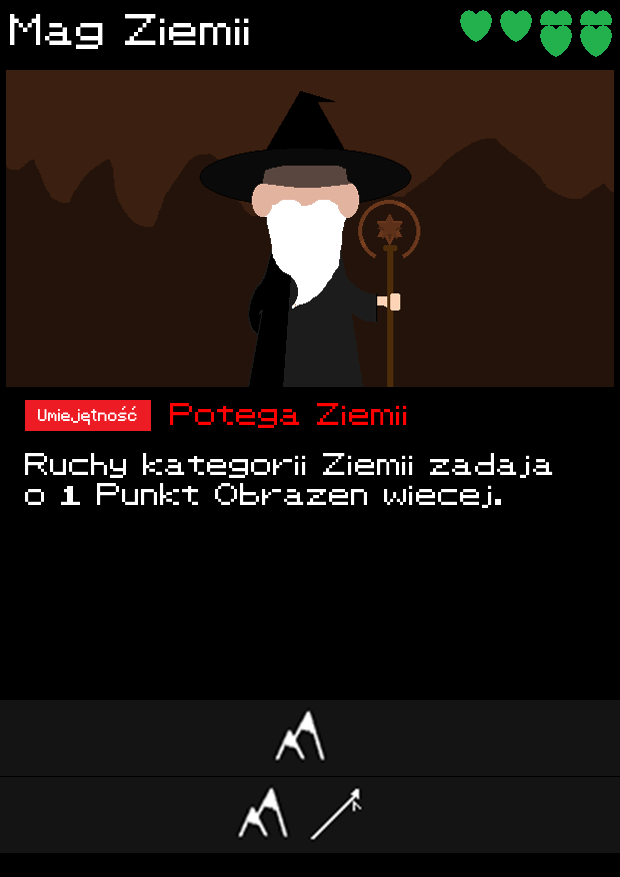 Mag Ziemii
Umiejętność Potega Ziemii
Ruchy kategorii Ziemii zadaja
o 1 Punkt Obrazen wiecej.